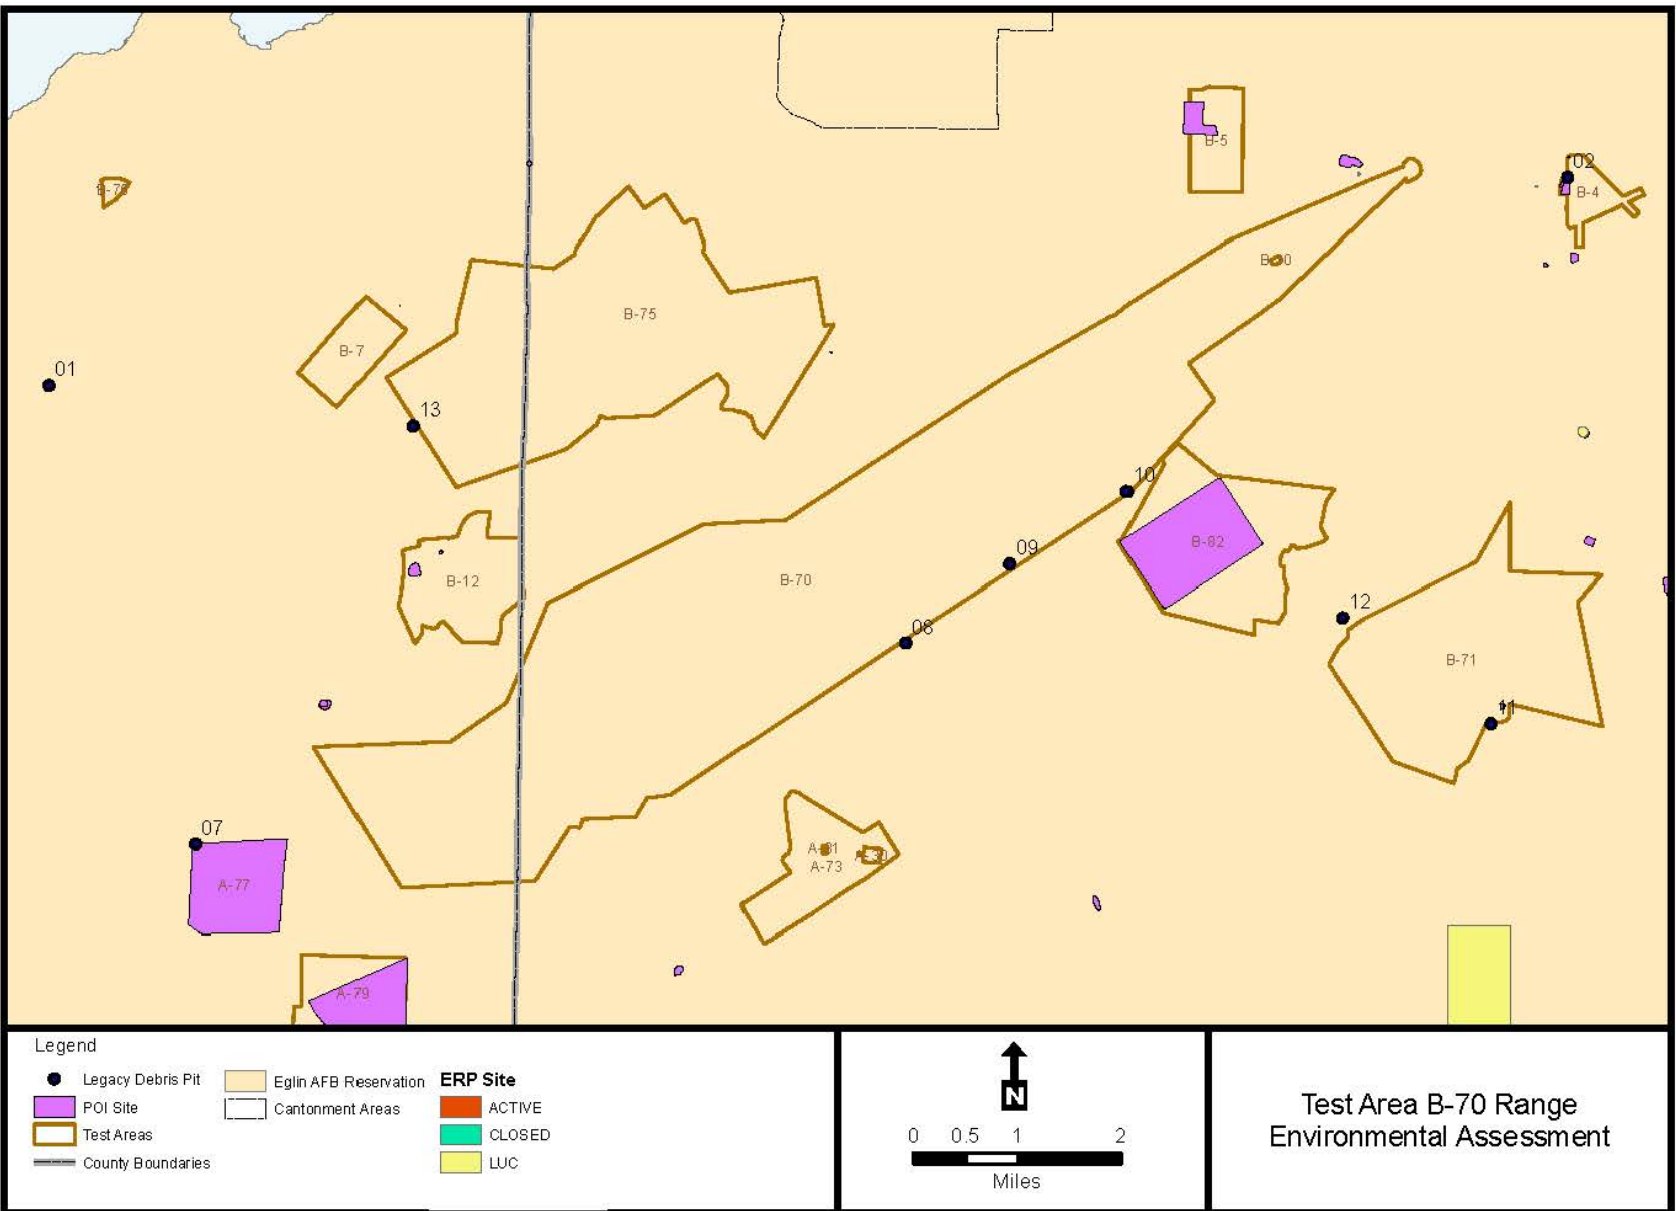 02
B-5
B-4
B-75
B-7
01
13
10
09
B-82
B-12
B-70
12
08
B-71
11
07
A-73
A-77
A-79
Legend
Legacy Debris Pit
POI Site
Test Areas
County Boundaries
Eglin AFB Reservation
Cantonment Areas
ERP Site
ACTIVE
CLOSED
LUC
N
0 0.5 1 2
Miles
Test Area B-70 Range
Environmental Assessment